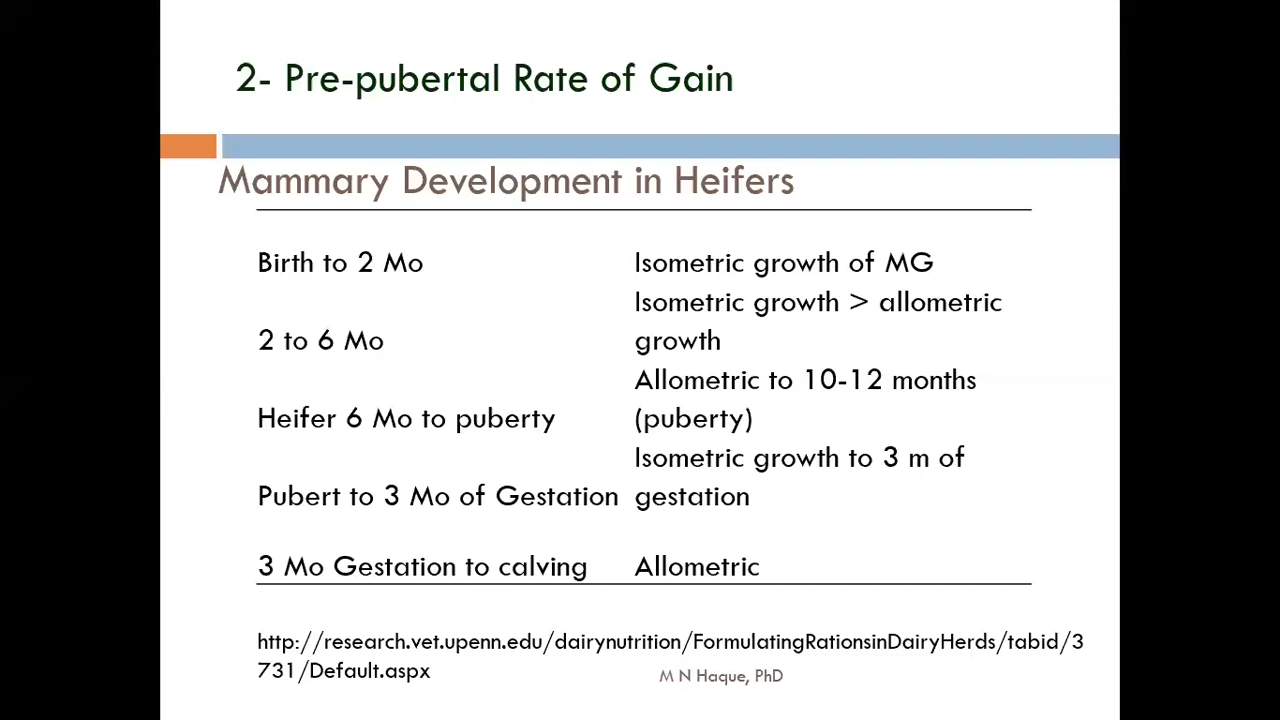 2- Pre-pubertal Rate of Gain
Mammary Development in Heifers
Birth to 2 Mo Isometric growth of MG
Isometric growth > allometric
2 to 6 Mo growth
Allometric to 10-12 months
Heifer 6 Mo to puberty (puberty)
Isometric growth to 3 m of
Pubert to 3 Mo of Gestation gestation
3 Mo Gestation to calving Allometric
http://research.vet.upenn.edu/dairynutrition/FormulatingRationsinDairyHerds/tabid/3
731/Default.aspx
M N Haque, PhD